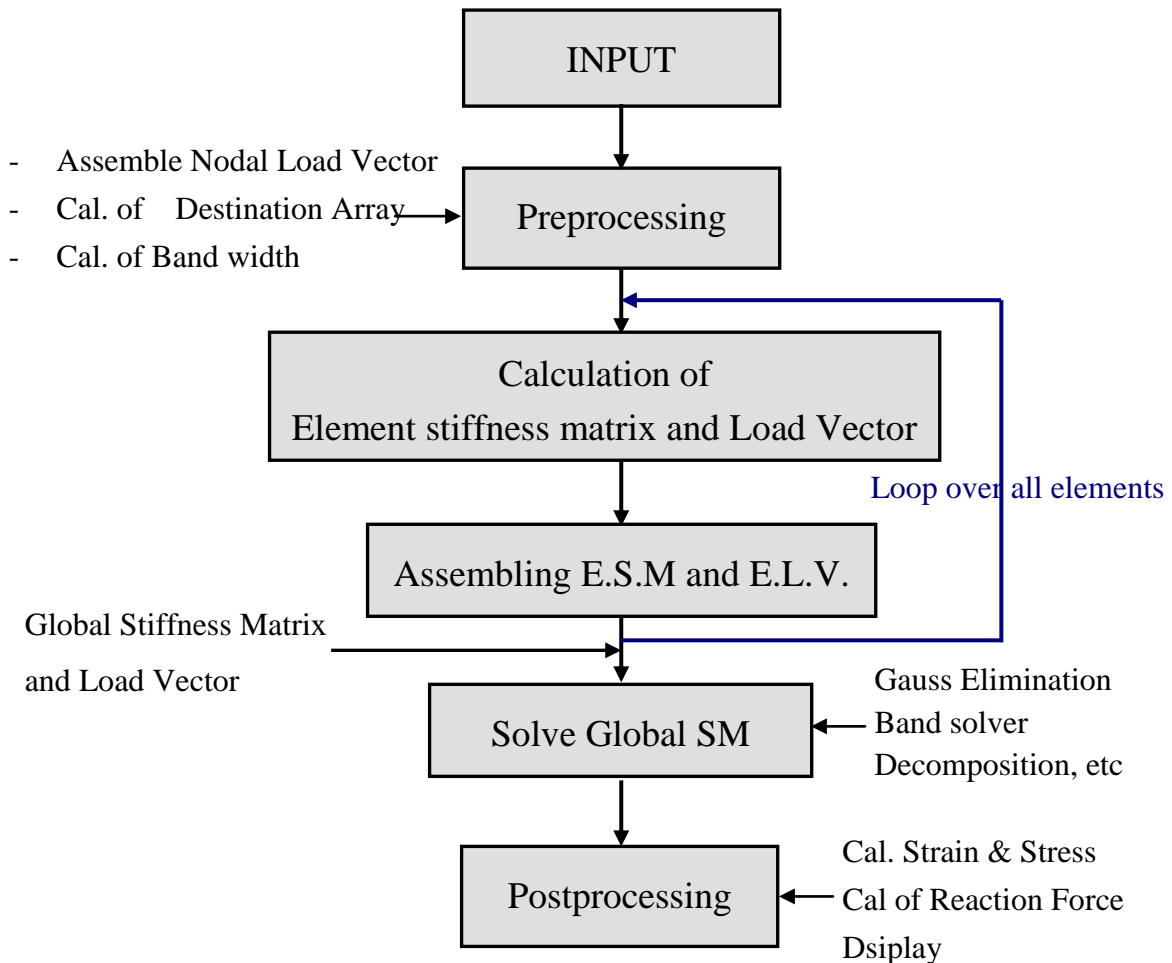 INPUT
- Assemble Nodal Load Vector
- Cal. of Destination Array
- Cal. of Band width
Preprocessing
Calculation of
Element stiffness matrix and Load Vector
Loop over all elements
Assembling E.S.M and E.L.V.
Global Stiffness Matrix
and Load Vector
Solve Global SM
Gauss Elimination
Band solver
Decomposition, etc
Postprocessing
Cal. Strain & Stress
Cal of Reaction Force
Dsiplay